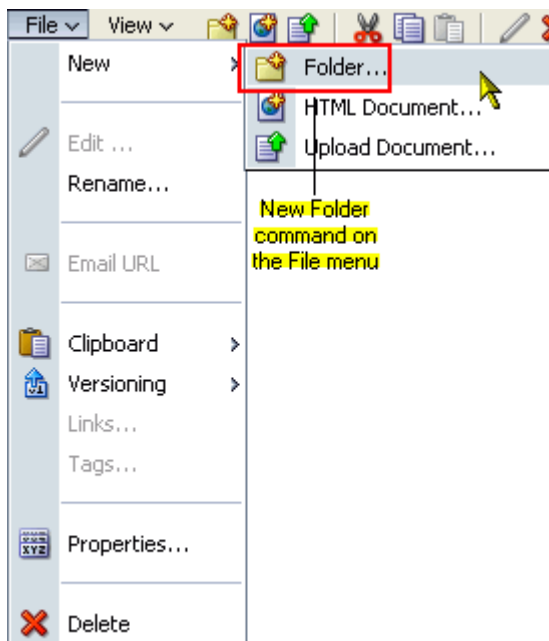 File View
New
Folder...
HTML Document...
Edit ...
Upload Document...
Rename...
New Folder
command on
the File menu
Email URL
Clipboard
Versioning
Links...
Tags...
Properties...
Delete